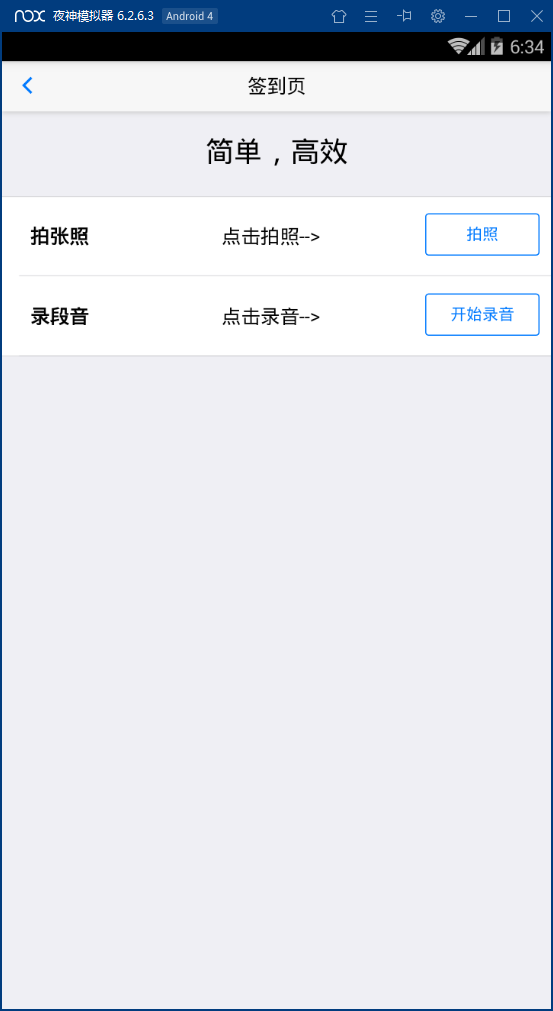 nox 夜神模拟器 6.2.6.3 Android 4
6:34
签到页
简单，高效
拍张照 点击拍照--> 拍照
录段音 点击录音--> 开始录音